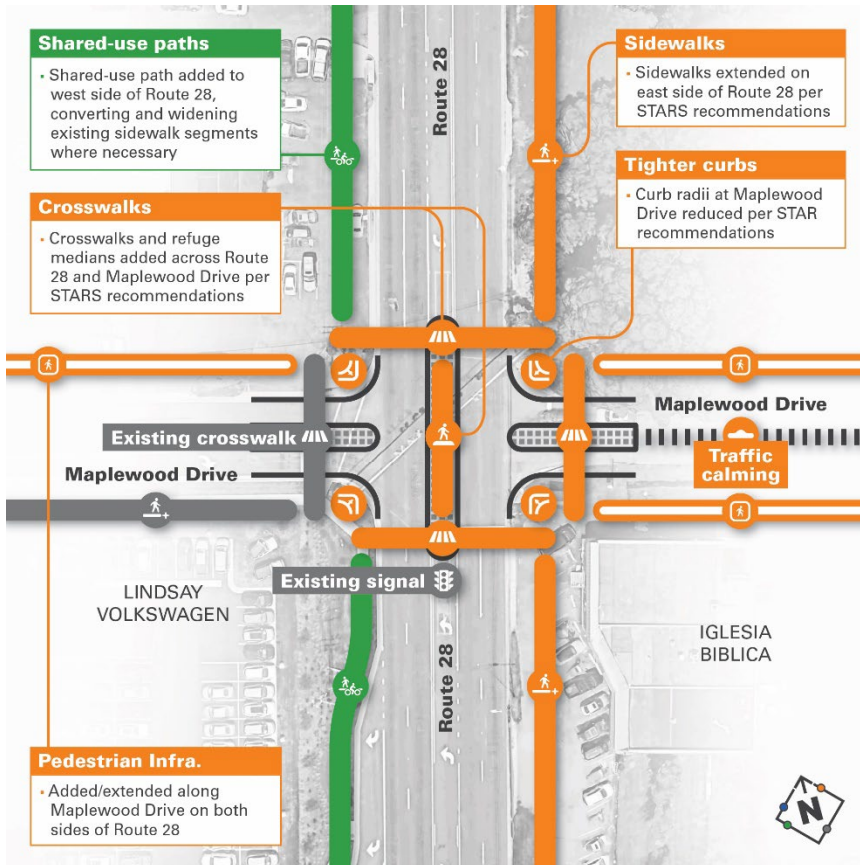 Shared-use paths
▪ Shared-use path added to
west side of Route 28,
converting and widening
existing sidewalk segments
where necessary
Route 28
Sidewalks
▪ Sidewalks extended on
east side of Route 28 per
STARS recommendations
Tighter curbs
▪ Curb radii at Maplewood
Drive reduced per STAR
recommendations
Crosswalks
▪ Crosswalks and refuge
medians added across Route
28 and Maplewood Drive per
STARS recommendations
Maplewood Drive
Existing crosswalk
Traffic
calming
Maplewood Drive
Existing signal
LINDSAY
VOLKSWAGEN
IGLESIA
BIBLICA
Route 28
Pedestrian Infra.
▪ Added/extended along
Maplewood Drive on both
sides of Route 28
N